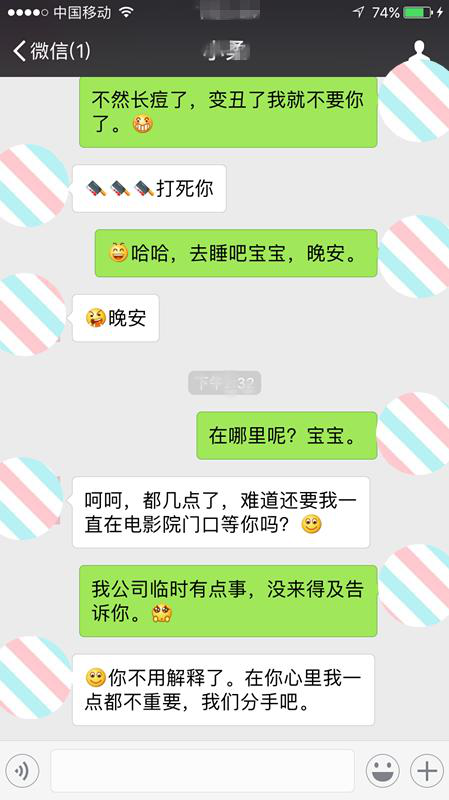 中国移动
74%
微信(1)
小柔
不然长痘了，变丑了我就不要你
了。
打死你
哈哈，去睡吧宝宝，晚安。
晚安
下午
32
在哪里呢？宝宝。
呵呵，都几点了，难道还要我一
直在电影院门口等你吗？
我公司临时有点事，没来得及告
诉你。
你不用解释了。在你心里我一
点都不重要，我们分手吧。